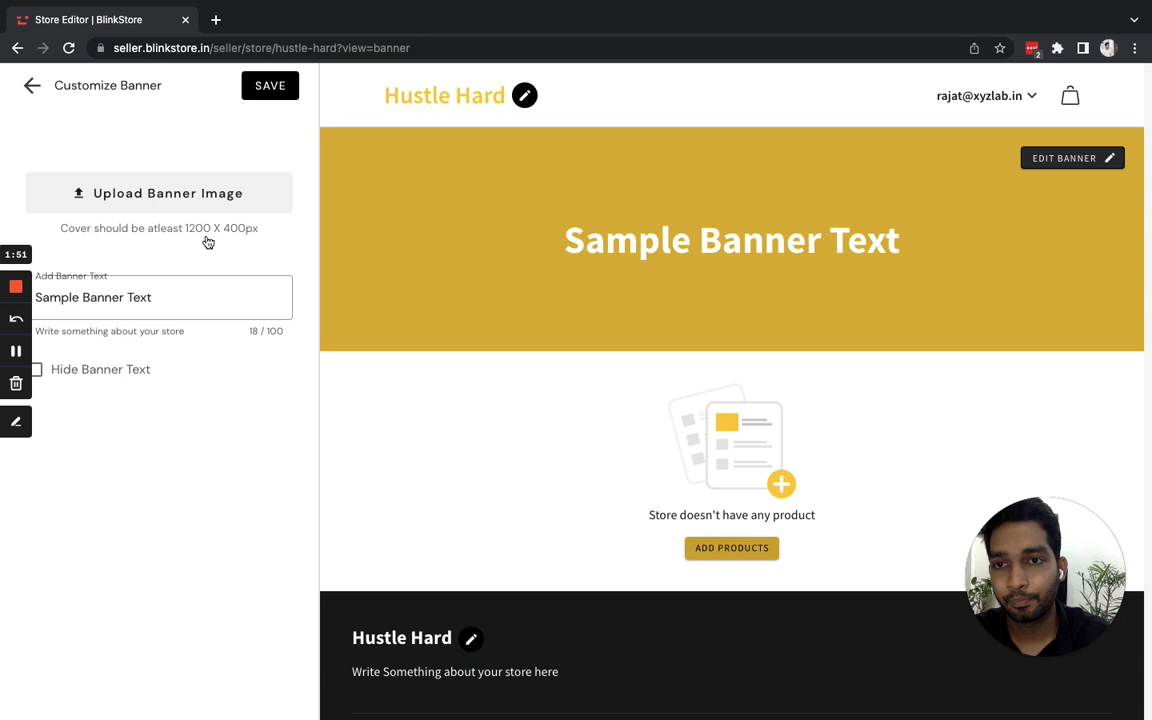 Store Editor | BlinkStore
seller.blinkstore.in/seller/store/hustle-hard?view=banner
2
Customize Banner
SAVE
Hustle Hard
rajat@xyzlab.in
EDIT BANNER
Upload Banner Image
Cover should be atleast 1200 X 400px
Sample Banner Text
1:51
Add Banner Text
Sample Banner Text
Write something about your store
18 / 100
Hide Banner Text
Store doesn't have any product
ADD PRODUCTS
Hustle Hard
Write Something about your store here